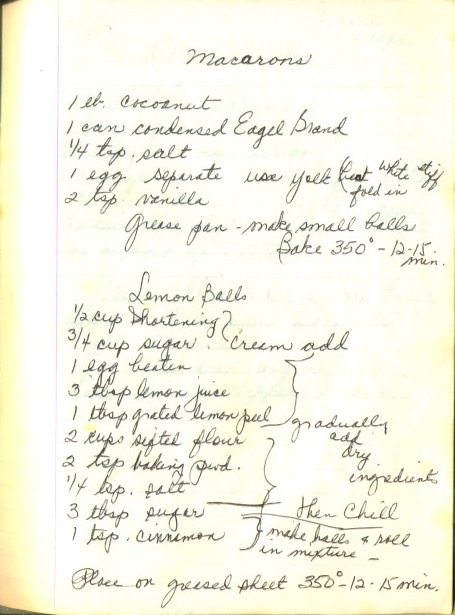 Macarons
1 lb. cocoanut
1 can condensed Eagel Brand
1/4 tsp. salt
1 egg separate use yolk (beat white stiff
fold in
2 tsp vanilla
Grease pan - make small balls
Bake 350° - 12-15
min.
Lemon Balls
1/2 cup shortening
3/4 cup sugar. cream add
1 egg beaten
3 tbsp lemon juice
1 tbsp grated lemon peel
gradually
2 cups sifted flour
add
dry
2 tsp baking pwd.
ingredients
1/4 tsp. salt
3 tbsp sugar
then Chill
1 tsp. cinnamon
make balls & roll
in mixture -
Place on greased sheet 350° - 12-15 min.